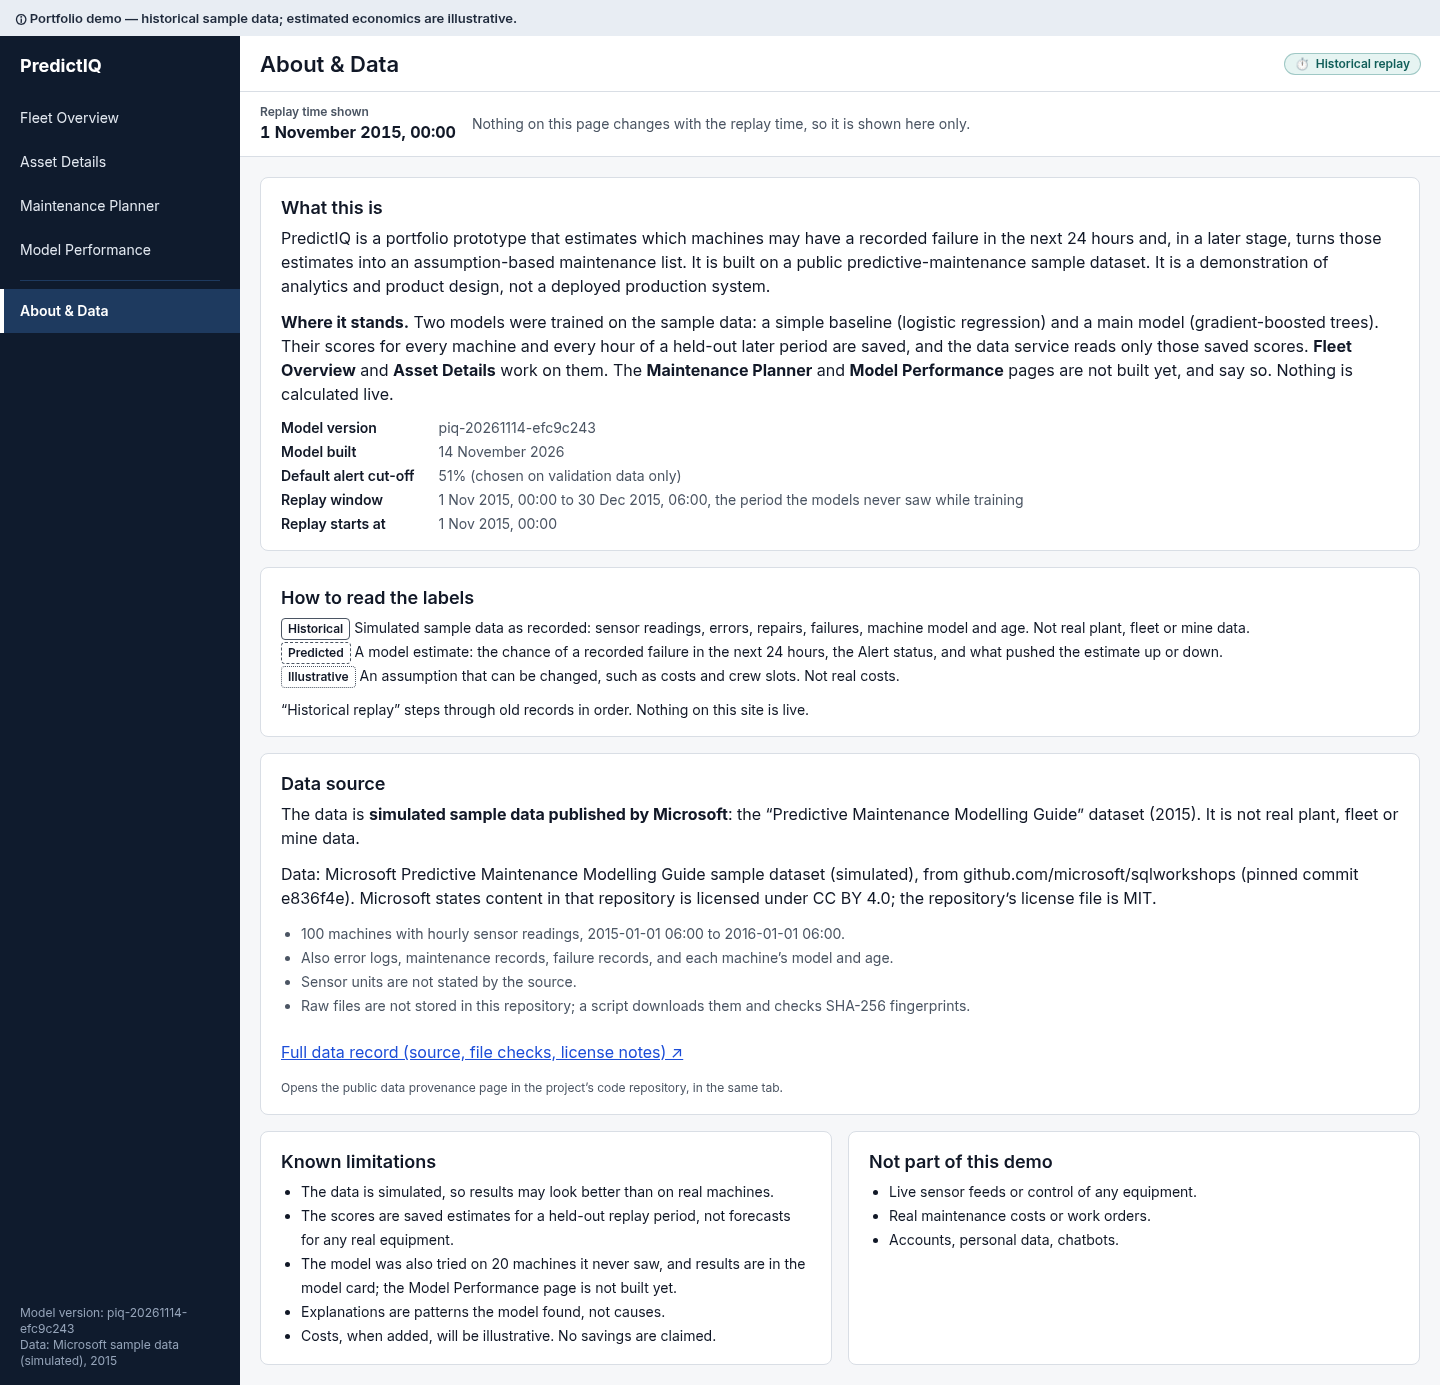 ⓘ Portfolio demo — historical sample data; estimated economics are illustrative.
PredictIQ
Fleet Overview
Asset Details
Maintenance Planner
Model Performance
About & Data
Model version: piq-20261114-
efc9c243
Data: Microsoft sample data
(simulated), 2015
About & Data
⏱ Historical replay
Replay time shown
1 November 2015, 00:00
Nothing on this page changes with the replay time, so it is shown here only.
What this is
PredictIQ is a portfolio prototype that estimates which machines may have a recorded failure in the next 24 hours and, in a later stage, turns those
estimates into an assumption-based maintenance list. It is built on a public predictive-maintenance sample dataset. It is a demonstration of
analytics and product design, not a deployed production system.
Where it stands. Two models were trained on the sample data: a simple baseline (logistic regression) and a main model (gradient-boosted trees).
Their scores for every machine and every hour of a held-out later period are saved, and the data service reads only those saved scores. Fleet
Overview and Asset Details work on them. The Maintenance Planner and Model Performance pages are not built yet, and say so. Nothing is
calculated live.
Model version piq-20261114-efc9c243
Model built 14 November 2026
Default alert cut-off 51% (chosen on validation data only)
Replay window 1 Nov 2015, 00:00 to 30 Dec 2015, 06:00, the period the models never saw while training
Replay starts at 1 Nov 2015, 00:00
How to read the labels
Historical Simulated sample data as recorded: sensor readings, errors, repairs, failures, machine model and age. Not real plant, fleet or mine data.
Predicted A model estimate: the chance of a recorded failure in the next 24 hours, the Alert status, and what pushed the estimate up or down.
Illustrative An assumption that can be changed, such as costs and crew slots. Not real costs.
“Historical replay” steps through old records in order. Nothing on this site is live.
Data source
The data is simulated sample data published by Microsoft: the “Predictive Maintenance Modelling Guide” dataset (2015). It is not real plant, fleet or
mine data.
Data: Microsoft Predictive Maintenance Modelling Guide sample dataset (simulated), from github.com/microsoft/sqlworkshops (pinned commit
e836f4e). Microsoft states content in that repository is licensed under CC BY 4.0; the repository’s license file is MIT.
• 100 machines with hourly sensor readings, 2015-01-01 06:00 to 2016-01-01 06:00.
• Also error logs, maintenance records, failure records, and each machine’s model and age.
• Sensor units are not stated by the source.
• Raw files are not stored in this repository; a script downloads them and checks SHA-256 fingerprints.
Full data record (source, file checks, license notes) ↗
Opens the public data provenance page in the project’s code repository, in the same tab.
Known limitations
• The data is simulated, so results may look better than on real machines.
• The scores are saved estimates for a held-out replay period, not forecasts
for any real equipment.
• The model was also tried on 20 machines it never saw, and results are in the
model card; the Model Performance page is not built yet.
• Explanations are patterns the model found, not causes.
• Costs, when added, will be illustrative. No savings are claimed.
Not part of this demo
• Live sensor feeds or control of any equipment.
• Real maintenance costs or work orders.
• Accounts, personal data, chatbots.